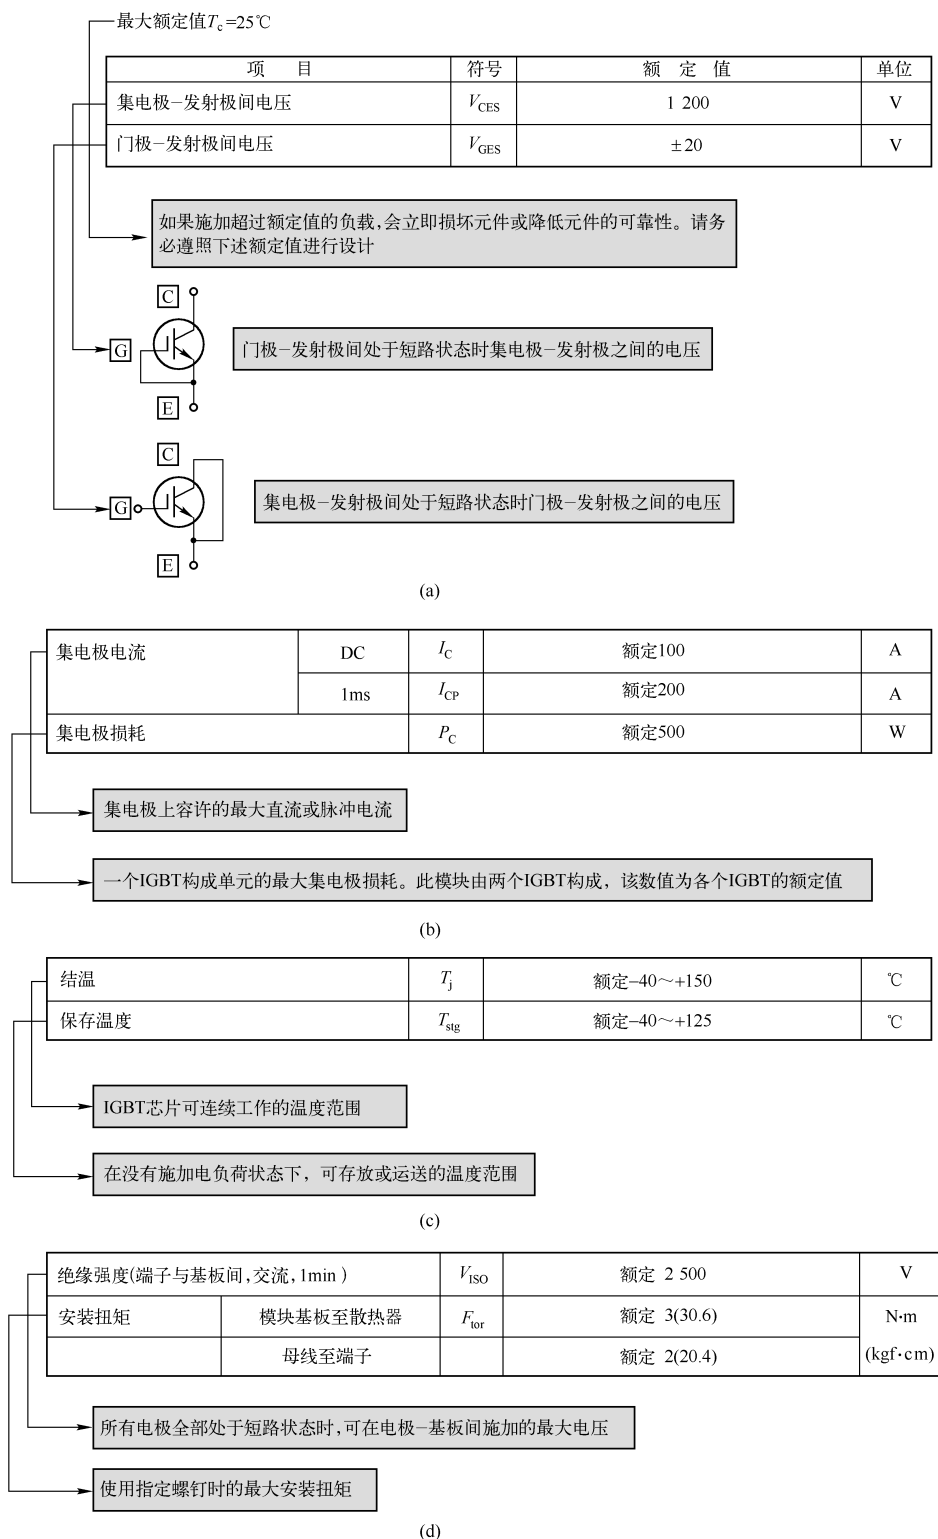 最大额定值Tc=25℃
项 目 符号 额 定 值 单位
集电极-发射极间电压 VCES 1 200 V
门极-发射极间电压 VGES ±20 V
如果施加超过额定值的负载,会立即损坏元件或降低元件的可靠性。请务
必遵照下述额定值进行设计
C
G
门极-发射极间处于短路状态时集电极-发射极之间的电压
E
C
G
集电极-发射极间处于短路状态时门极-发射极之间的电压
E
(a)
集电极电流 DC IC 额定100 A
1ms ICP 额定200 A
集电极损耗 PC 额定500 W
集电极上容许的最大直流或脉冲电流
一个IGBT构成单元的最大集电极损耗。此模块由两个IGBT构成，该数值为各个IGBT的额定值
(b)
结温 Tj 额定-40～+150 ℃
保存温度 Tstg 额定-40～+125 ℃
IGBT芯片可连续工作的温度范围
在没有施加电负荷状态下，可存放或运送的温度范围
(c)
绝缘强度(端子与基板间,交流,1min) VISO 额定 2 500 V
安装扭矩 模块基板至散热器 Ftor 额定 3(30.6) N·m
母线至端子 额定 2(20.4) (kgf·cm)
所有电极全部处于短路状态时,可在电极-基板间施加的最大电压
使用指定螺钉时的最大安装扭矩
(d)